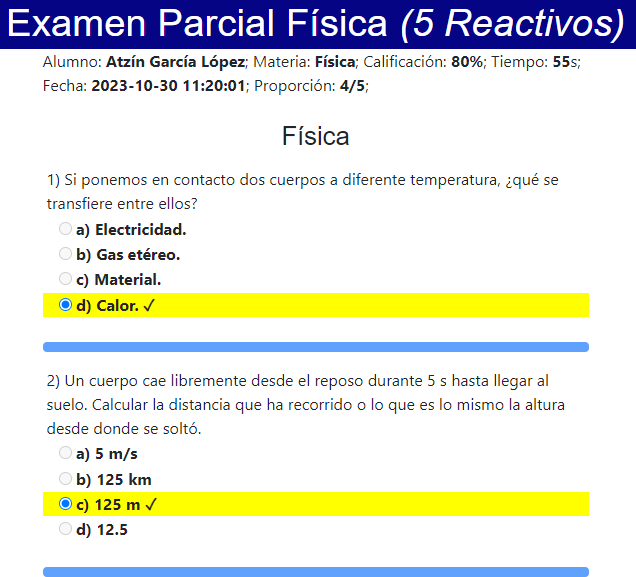 Examen Parcial Física (5 Reactivos)
Alumno: Atzín García López; Materia: Física; Calificación: 80%; Tiempo: 55s;
Fecha: 2023-10-30 11:20:01; Proporción: 4/5;
Física
1) Si ponemos en contacto dos cuerpos a diferente temperatura, ¿qué se
transfiere entre ellos?
a) Electricidad.
b) Gas etéreo.
c) Material.
d) Calor. ✓
2) Un cuerpo cae libremente desde el reposo durante 5 s hasta llegar al
suelo. Calcular la distancia que ha recorrido o lo que es lo mismo la altura
desde donde se soltó.
a) 5 m/s
b) 125 km
c) 125 m ✓
d) 12.5